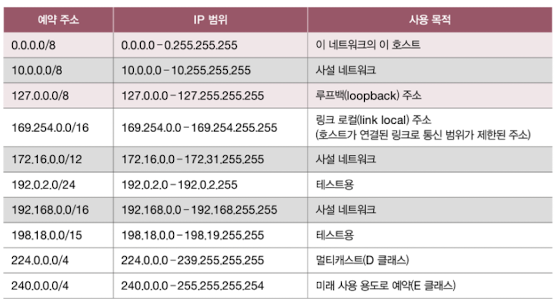 예약 주소 IP 범위 사용 목적
0.0.0.0/8 0.0.0.0-0.255.255.255 이 네트워크의 이 호스트
10.0.0.0/8 10.0.0.0-10.255.255.255 사설 네트워크
127.0.0.0/8 127.0.0.0-127.255.255.255 루프백(loopback) 주소
169.254.0.0/16 169.254.0.0-169.254.255.255 링크 로컬(link local) 주소
(호스트가 연결된 링크로 통신 범위가 제한된 주소)
172.16.0.0/12 172.16.0.0-172.31.255.255 사설 네트워크
192.0.2.0/24 192.0.2.0-192.0.2.255 테스트용
192.168.0.0/16 192.168.0.0-192.168.255.255 사설 네트워크
198.18.0.0/15 198.18.0.0-198.19.255.255 테스트용
224.0.0.0/4 224.0.0.0-239.255.255.255 멀티캐스트(D 클래스)
240.0.0.0/4 240.0.0.0-255.255.255.254 미래 사용 용도로 예약(E 클래스)